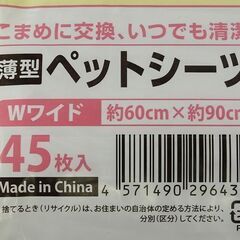 こまめに交換、いつでも清潔
薄型 ペットシーツ
Wワイド 約60cm×約90cm
45枚入
Made in China
4 571490 29643
捨てるとき(リサイクル)は、お住まいの自治体の定める方法により、
分別(区分)してください。